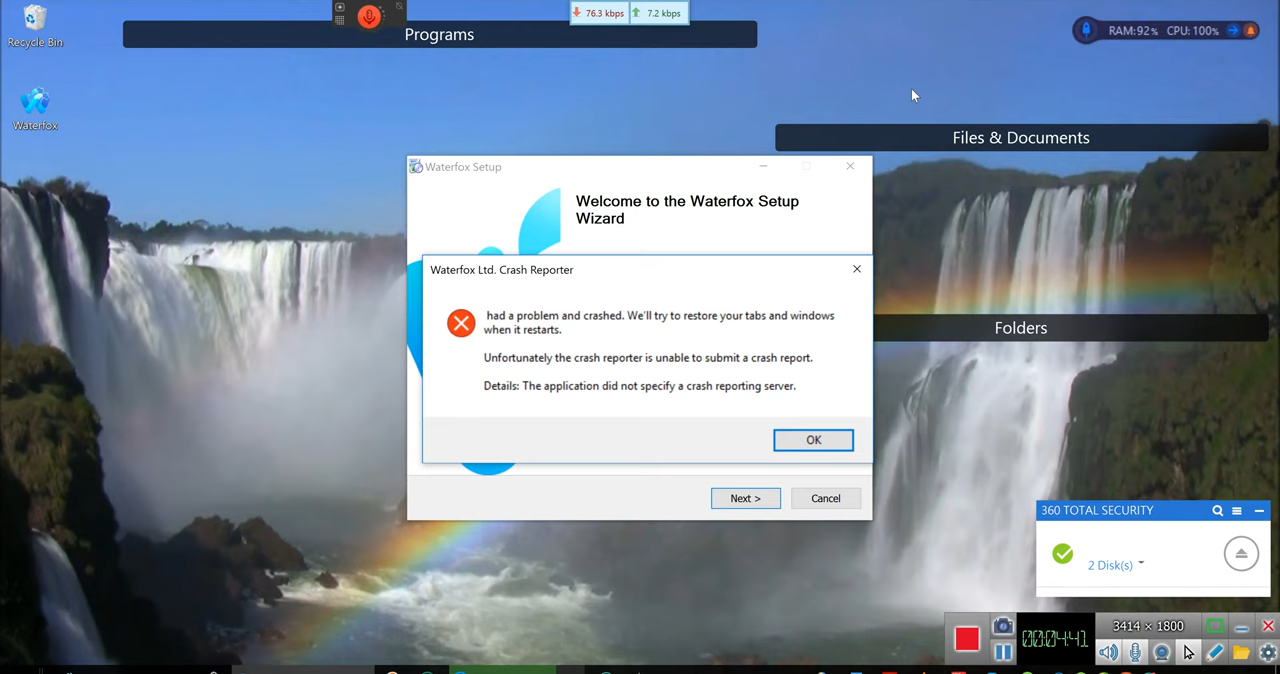 76.3 kbps
7.2 kbps
Programs
RAM:92%
CPU:100%
Recycle Bin
Waterfox
Files & Documents
Waterfox Setup
Welcome to the Waterfox Setup
Wizard
Waterfox Ltd. Crash Reporter
had a problem and crashed. We'll try to restore your tabs and windows
when it restarts.
Unfortunately the crash reporter is unable to submit a crash report.
Details: The application did not specify a crash reporting server.
OK
Next >
Cancel
Folders
360 TOTAL SECURITY
2 Disk(s)
3414 × 1800
00:04:41